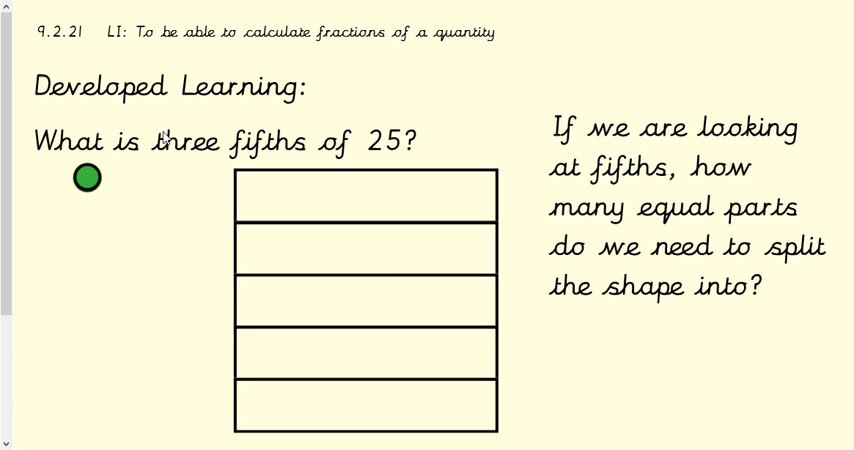 9.2.21 LI: To be able to calculate fractions of a quantity
Developed Learning:
What is three fifths of 25?
If we are looking
at fifths, how
many equal parts
do we need to split
the shape into?